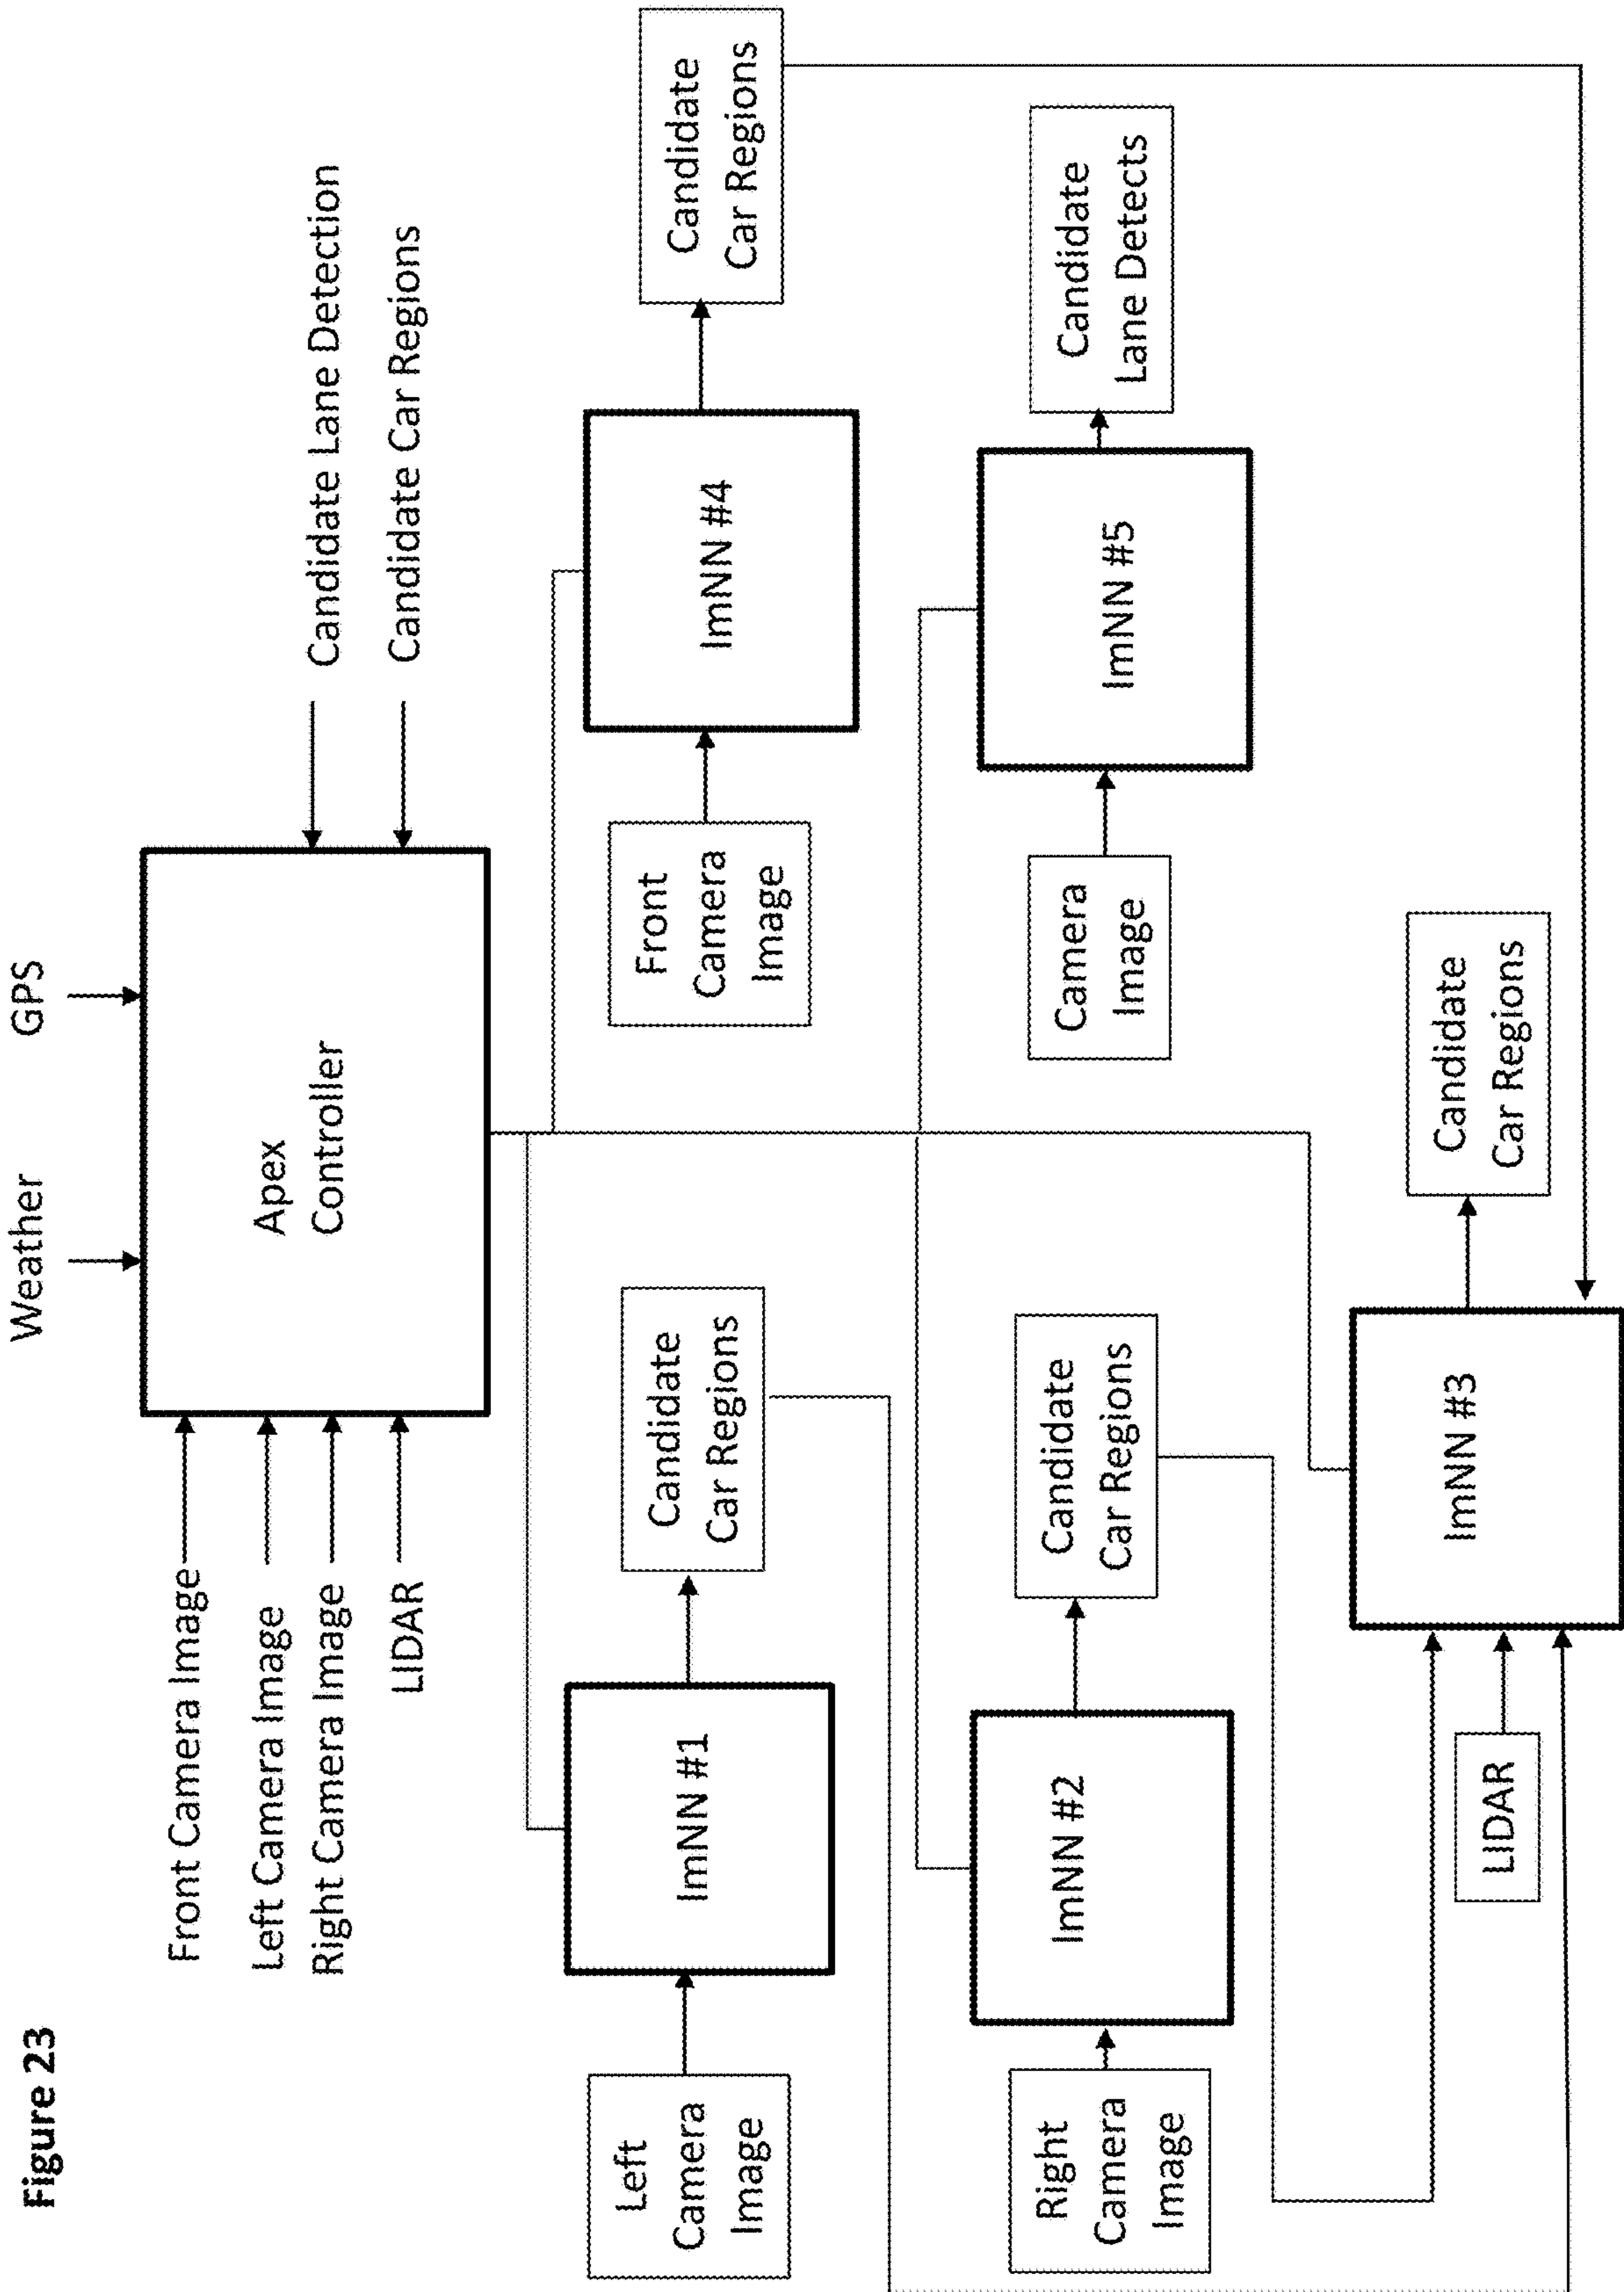 Figure 23
Weather
GPS
Front Camera Image
Left Camera Image
Right Camera Image
LIDAR
Apex
Controller
Candidate Lane Detection
Candidate Car Regions
Left
Camera
Image
ImNN #1
Candidate
Car Regions
Front
Camera
Image
ImNN #4
Candidate
Car Regions
Right
Camera
Image
ImNN #2
Candidate
Car Regions
Camera
Image
ImNN #5
Candidate
Lane Detects
LIDAR
ImNN #3
Candidate
Car Regions